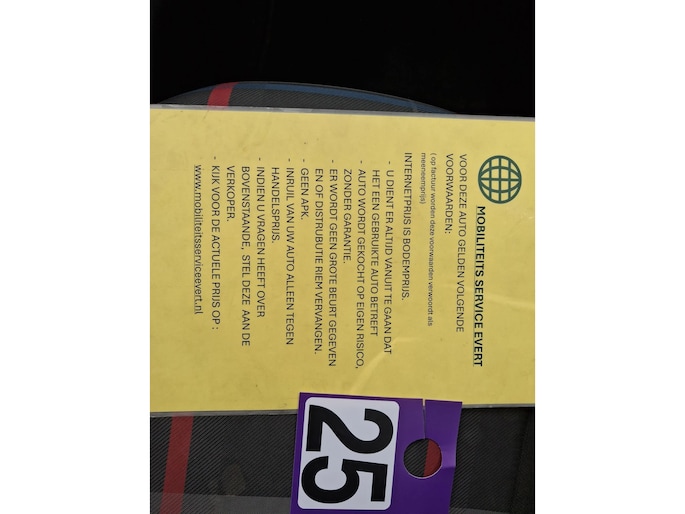 MOBILITEITS SERVICE EVERT
VOOR DEZE AUTO GELDEN VOLGENDE
VOORWAARDEN:
( op factuur worden deze voorwaarden verwoordt als
meeneemprijs)
INTERNETPRIJS IS BODEMPRIJS.
- U DIENT ER ALTIJD VANUIT TE GAAN DAT
HET EEN GEBRUIKTE AUTO BETREFT
- AUTO WORDT GEKOCHT OP EIGEN RISICO,
ZONDER GARANTIE.
- ER WORDT GEEN GROTE BEURT GEGEVEN
EN OF DISTRUBUTIE RIEM VERVANGEN.
- GEEN APK.
- INRUIL VAN UW AUTO ALLEEN TEGEN
HANDELSPRIJS.
- INDIEN U VRAGEN HEEFT OVER
BOVENSTAANDE, STEL DEZE AAN DE
VERKOPER.
- KIJK VOOR DE ACTUELE PRIJS OP :
www.mobiliteitsserviceevert.nl
25